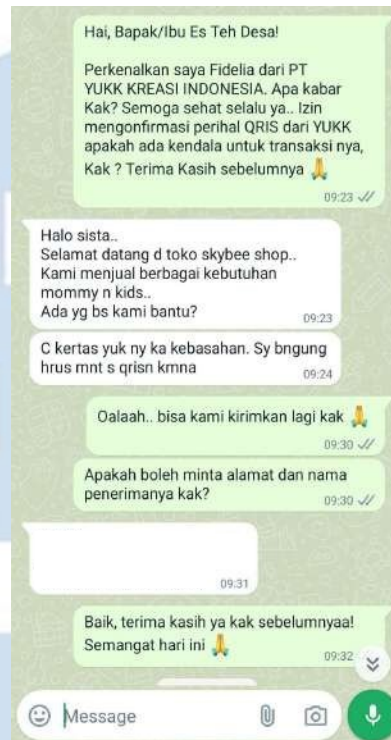 Hai, Bapak/Ibu Es Teh Desa!
Perkenalkan saya Fidelia dari PT
YUKK KREASI INDONESIA. Apa kabar
Kak? Semoga sehat selalu ya.. Izin
mengonfirmasi perihal QRIS dari YUKK
apakah ada kendala untuk transaksi nya,
Kak ? Terima Kasih sebelumnya 🙏
09:23
Halo sista..
Selamat datang d toko skybee shop..
Kami menjual berbagai kebutuhan
mommy n kids..
Ada yg bs kami bantu?
09:23
C kertas yuk ny ka kebasahan. Sy bngung
hrus mnt s qrisn kmna
09:24
Oalaah.. bisa kami kirimkan lagi kak 🙏
09:30
Apakah boleh minta alamat dan nama
penerimanya kak?
09:30
09:31
Baik, terima kasih ya kak sebelumnyaa!
Semangat hari ini 🙏
09:32
Message